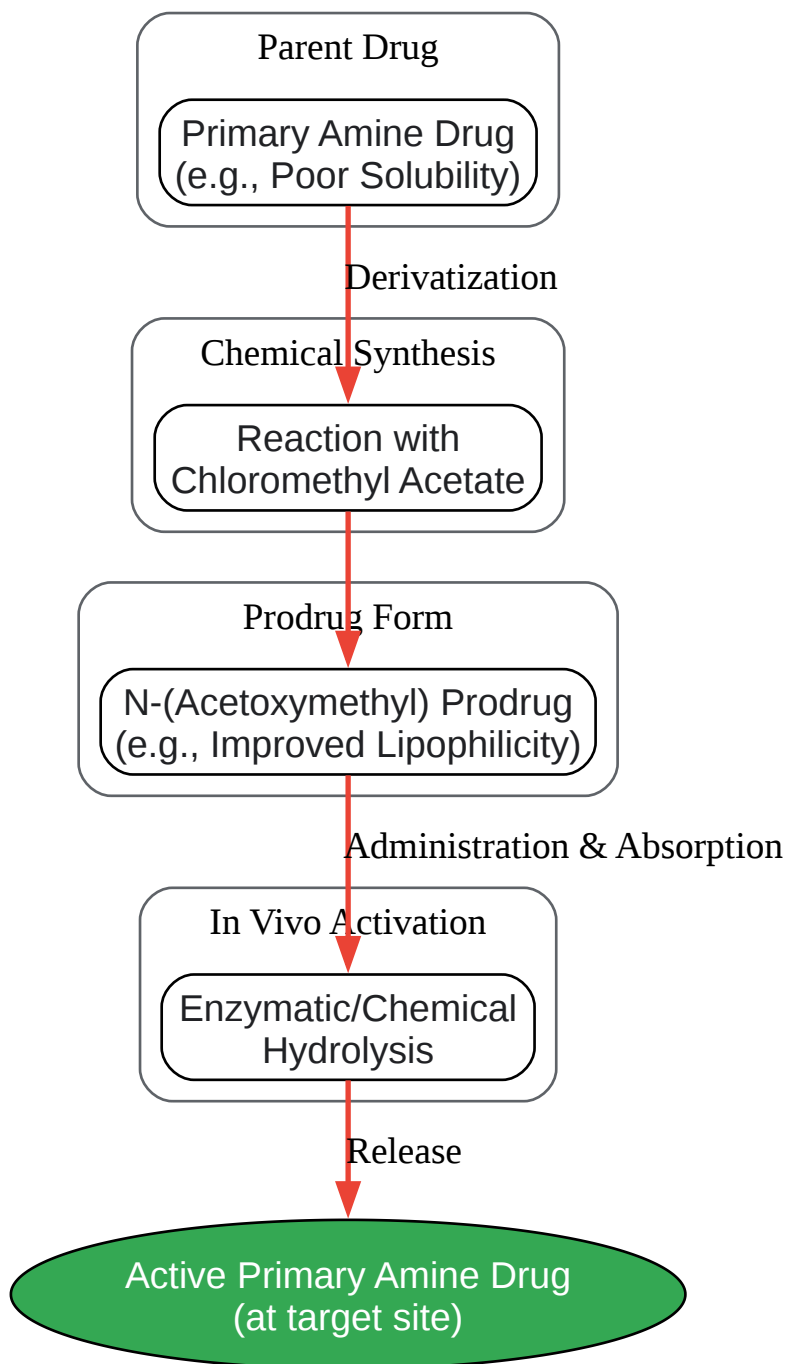 Parent Drug
Primary Amine Drug
(e.g., Poor Solubility)
Derivatization
Chemical Synthesis
Reaction with
Chloromethyl Acetate
Prodrug Form
N-(Acetoxymethyl) Prodrug
(e.g., Improved Lipophilicity)
Administration & Absorption
In Vivo Activation
Enzymatic/Chemical
Hydrolysis
Release
Active Primary Amine Drug
(at target site)